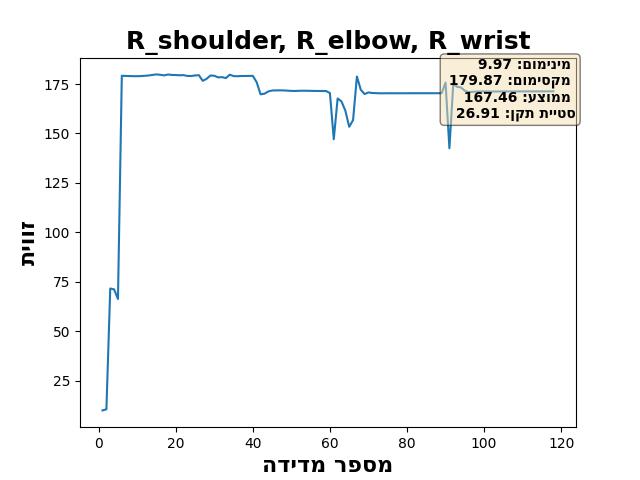 R_shoulder, R_elbow, R_wrist
מינימום: 9.97
מקסימום: 179.87
ממוצע: 167.46
סטיית תקן: 26.91
175
150
125
100
75
50
25
זווית
0 20 40 60 80 100 120
מספר מדידה